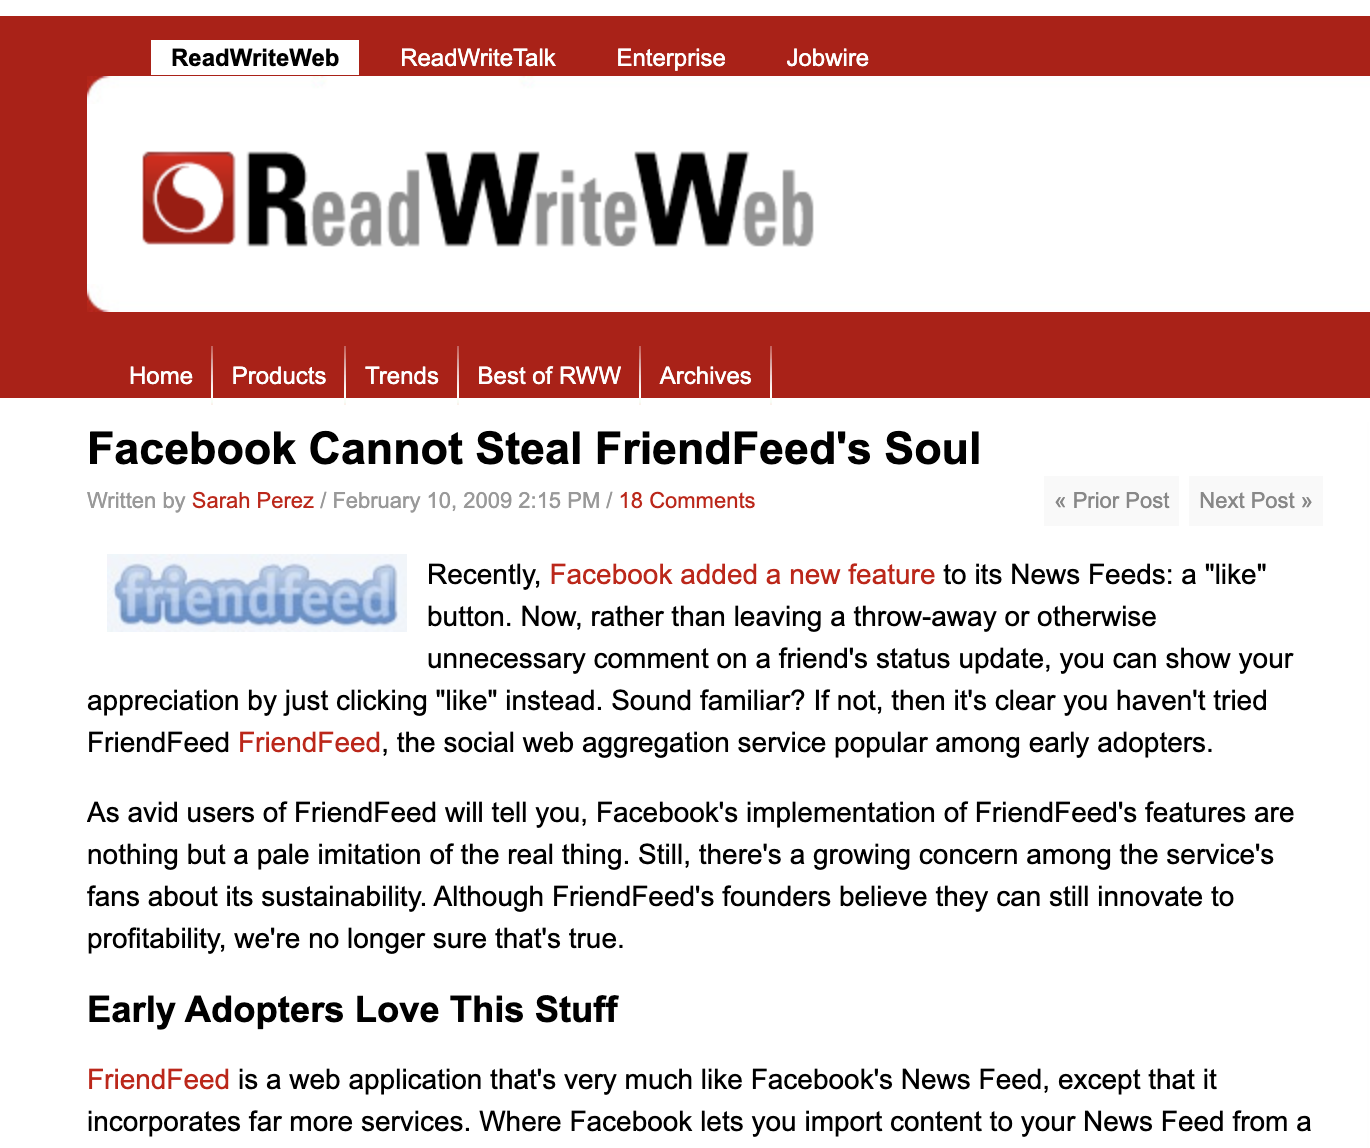 ReadWriteWeb ReadWriteTalk Enterprise Jobwire
ReadWriteWeb
Home Products Trends Best of RWW Archives
Facebook Cannot Steal FriendFeed's Soul
Written by Sarah Perez / February 10, 2009 2:15 PM / 18 Comments
« Prior Post Next Post »
friendfeed
Recently, Facebook added a new feature to its News Feeds: a "like"
button. Now, rather than leaving a throw-away or otherwise
unnecessary comment on a friend's status update, you can show your
appreciation by just clicking "like" instead. Sound familiar? If not, then it's clear you haven't tried
FriendFeed FriendFeed, the social web aggregation service popular among early adopters.
As avid users of FriendFeed will tell you, Facebook's implementation of FriendFeed's features are
nothing but a pale imitation of the real thing. Still, there's a growing concern among the service's
fans about its sustainability. Although FriendFeed's founders believe they can still innovate to
profitability, we're no longer sure that's true.
Early Adopters Love This Stuff
FriendFeed is a web application that's very much like Facebook's News Feed, except that it
incorporates far more services. Where Facebook lets you import content to your News Feed from a